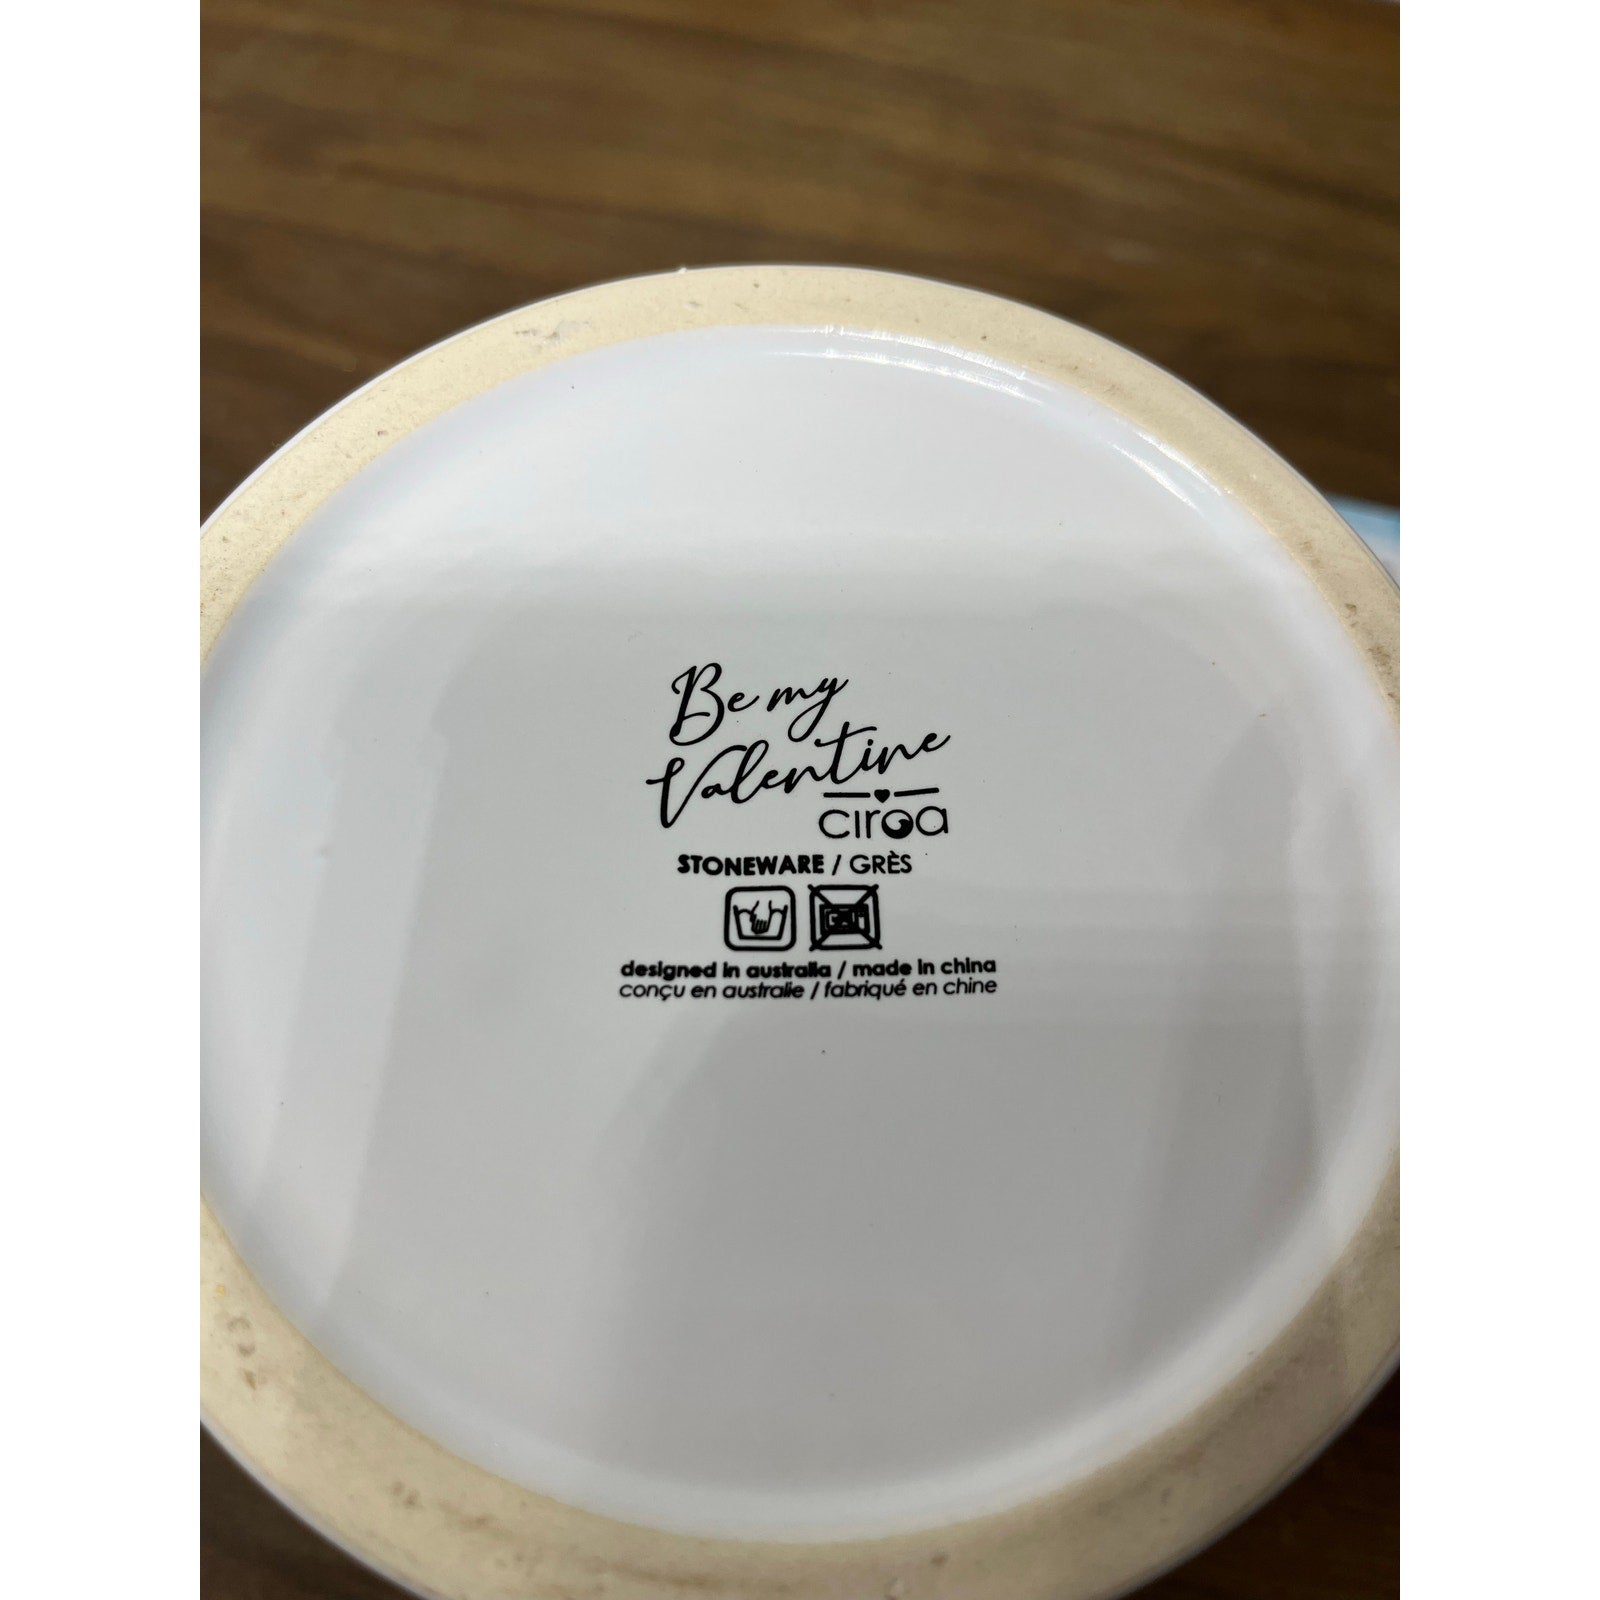 Be my
Valentine
ciroa
STONEWARE / GRÈS
designed in australia / made in china
conçu en australie / fabriqué en chine